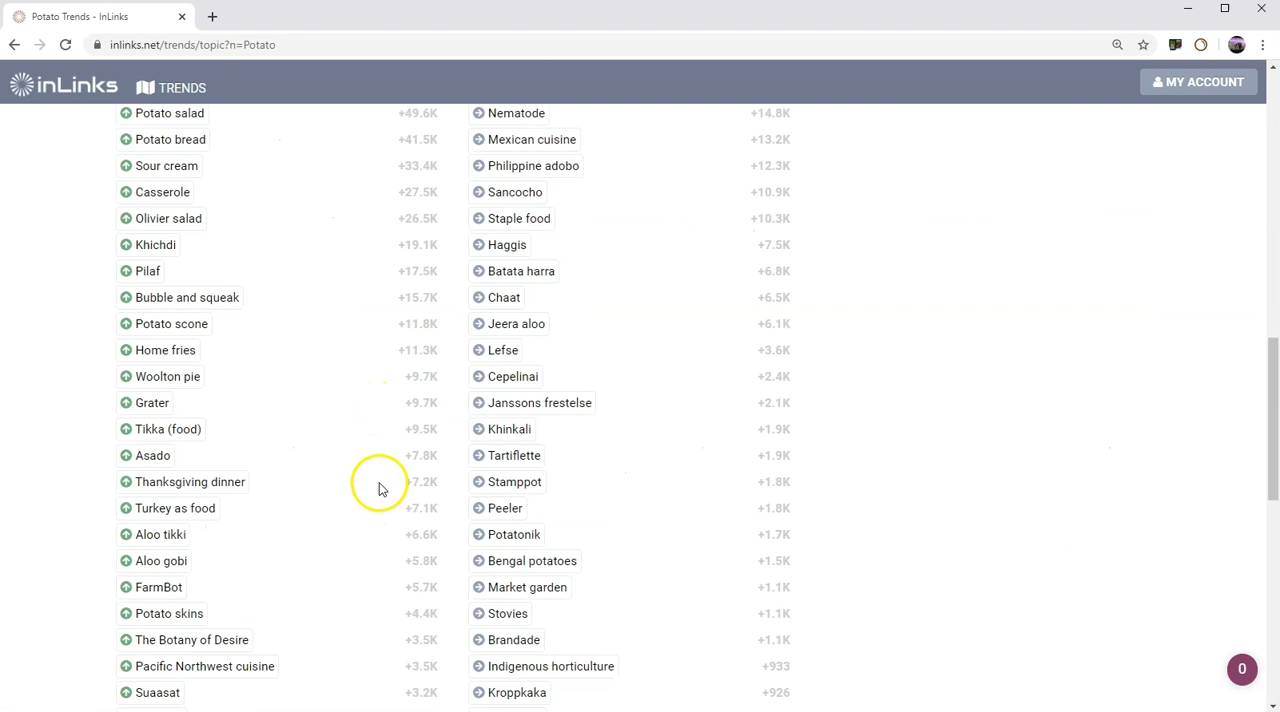 Potato Trends - InLinks
inlinks.net/trends/topic?n=Potato
inLinks TRENDS MY ACCOUNT
Potato salad +49.6K Nematode +14.8K
Potato bread +41.5K Mexican cuisine +13.2K
Sour cream +33.4K Philippine adobo +12.3K
Casserole +27.5K Sancocho +10.9K
Olivier salad +26.5K Staple food +10.3K
Khichdi +19.1K Haggis +7.5K
Pilaf +17.5K Batata harra +6.8K
Bubble and squeak +15.7K Chaat +6.5K
Potato scone +11.8K Jeera aloo +6.1K
Home fries +11.3K Lefse +3.6K
Woolton pie +9.7K Cepelinai +2.4K
Grater +9.7K Janssons frestelse +2.1K
Tikka (food) +9.5K Khinkali +1.9K
Asado +7.8K Tartiflette +1.9K
Thanksgiving dinner +7.2K Stamppot +1.8K
Turkey as food +7.1K Peeler +1.8K
Aloo tikki +6.6K Potatonik +1.7K
Aloo gobi +5.8K Bengal potatoes +1.5K
FarmBot +5.7K Market garden +1.1K
Potato skins +4.4K Stovies +1.1K
The Botany of Desire +3.5K Brandade +1.1K
Pacific Northwest cuisine +3.5K Indigenous horticulture +933
Suaasat +3.2K Kroppkaka +926
0